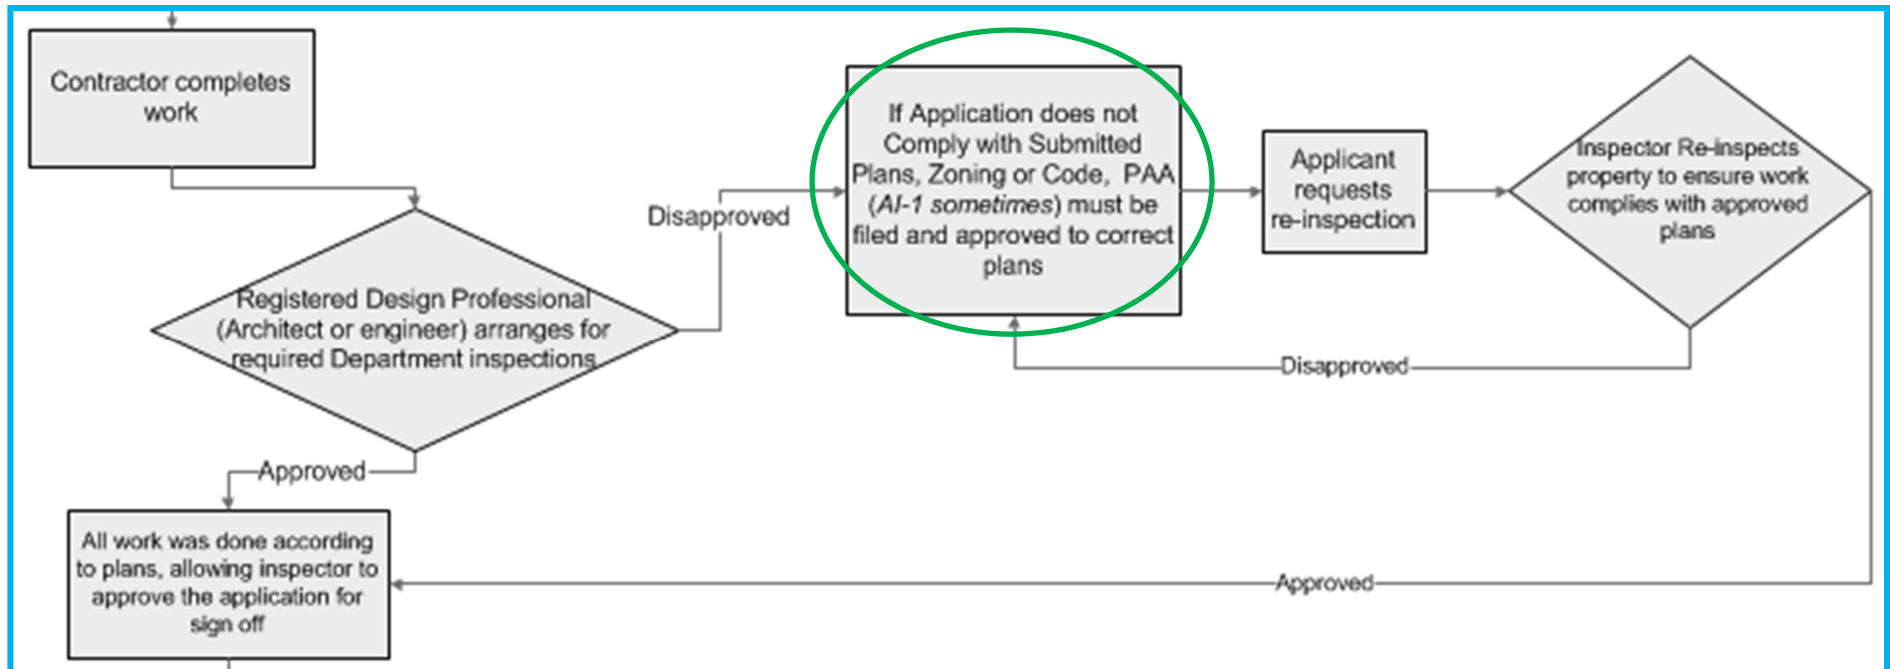 Contractor completes
work
Disapproved
If Application does not
Comply with Submitted
Plans, Zoning or Code, PAA
(AI-1 sometimes) must be
filed and approved to correct
plans
Applicant
requests
re-inspection
Inspector Re-inspects
property to ensure work
complies with approved
plans
Registered Design Professional
(Architect or engineer) arranges for
required Department inspections
Disapproved
Approved
All work was done according
to plans, allowing inspector to
approve the application for
sign off
Approved